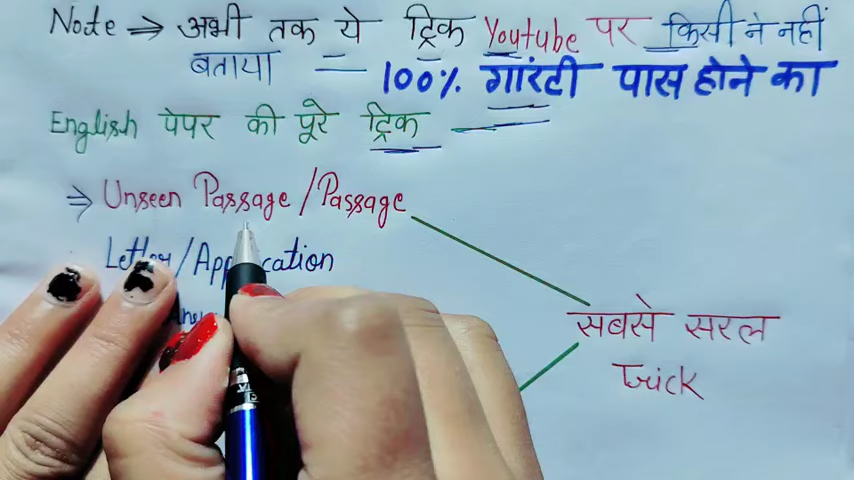 Note ⇒ अभी तक ये ट्रिक Youtube पर किसी ने नहीं
बताया 100% गारंटी पास होने का
English पेपर की पूरे ट्रिक
⇒ Unseen Passage / Passage
Letter / Application
सबसे सरल
Trick